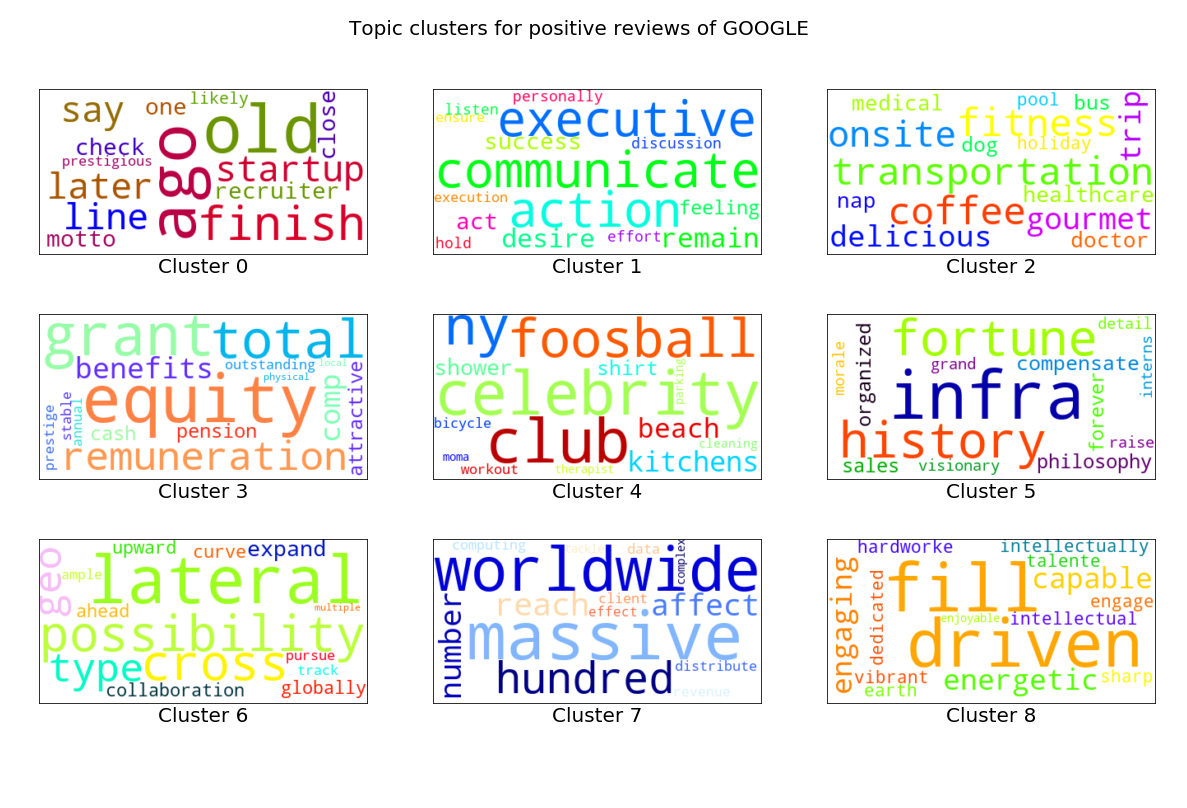 Topic clusters for positive reviews of GOOGLE
say one likely close
old
check
prestigious
ago
startup
later recruiter
line finish
motto
Cluster 0
personally
listen
ensure executive
success discussion
communicate
execution action feeling
act
hold desire effort remain
Cluster 1
medical pool bus trip
onsite fitness
dog holiday
transportation
nap coffee healthcare
gourmet
delicious doctor
Cluster 2
grant total
benefits outstanding local
physical
equity comp attractive
prestige stable annual cash pension
remuneration
Cluster 3
ny foosball
shower shirt parking
celebrity
bicycle club beach
cleaning
moma kitchens
workout therapist
Cluster 4
fortune detail
morale organized grand compensate interns
infra forever
history raise
sales visionary philosophy
Cluster 5
geo upward curve expand
ample lateral
ahead multiple
possibility
type cross pursue
track
collaboration globally
Cluster 6
computing tackle data complex
worldwide
reach client affect
effect
number massive
hundred distribute
revenue
Cluster 7
hardworke intellectually
talente
engaging dedicated fill capable
engage
enjoyable intellectual
driven
vibrant energetic sharp
earth
Cluster 8